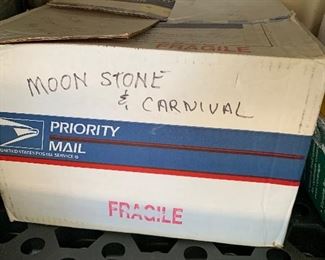 FRAGILE
MOON STONE
& CARNIVAL
PRIORITY
MAIL
UNITED STATES POSTAL SERVICE ®
FRAGILE